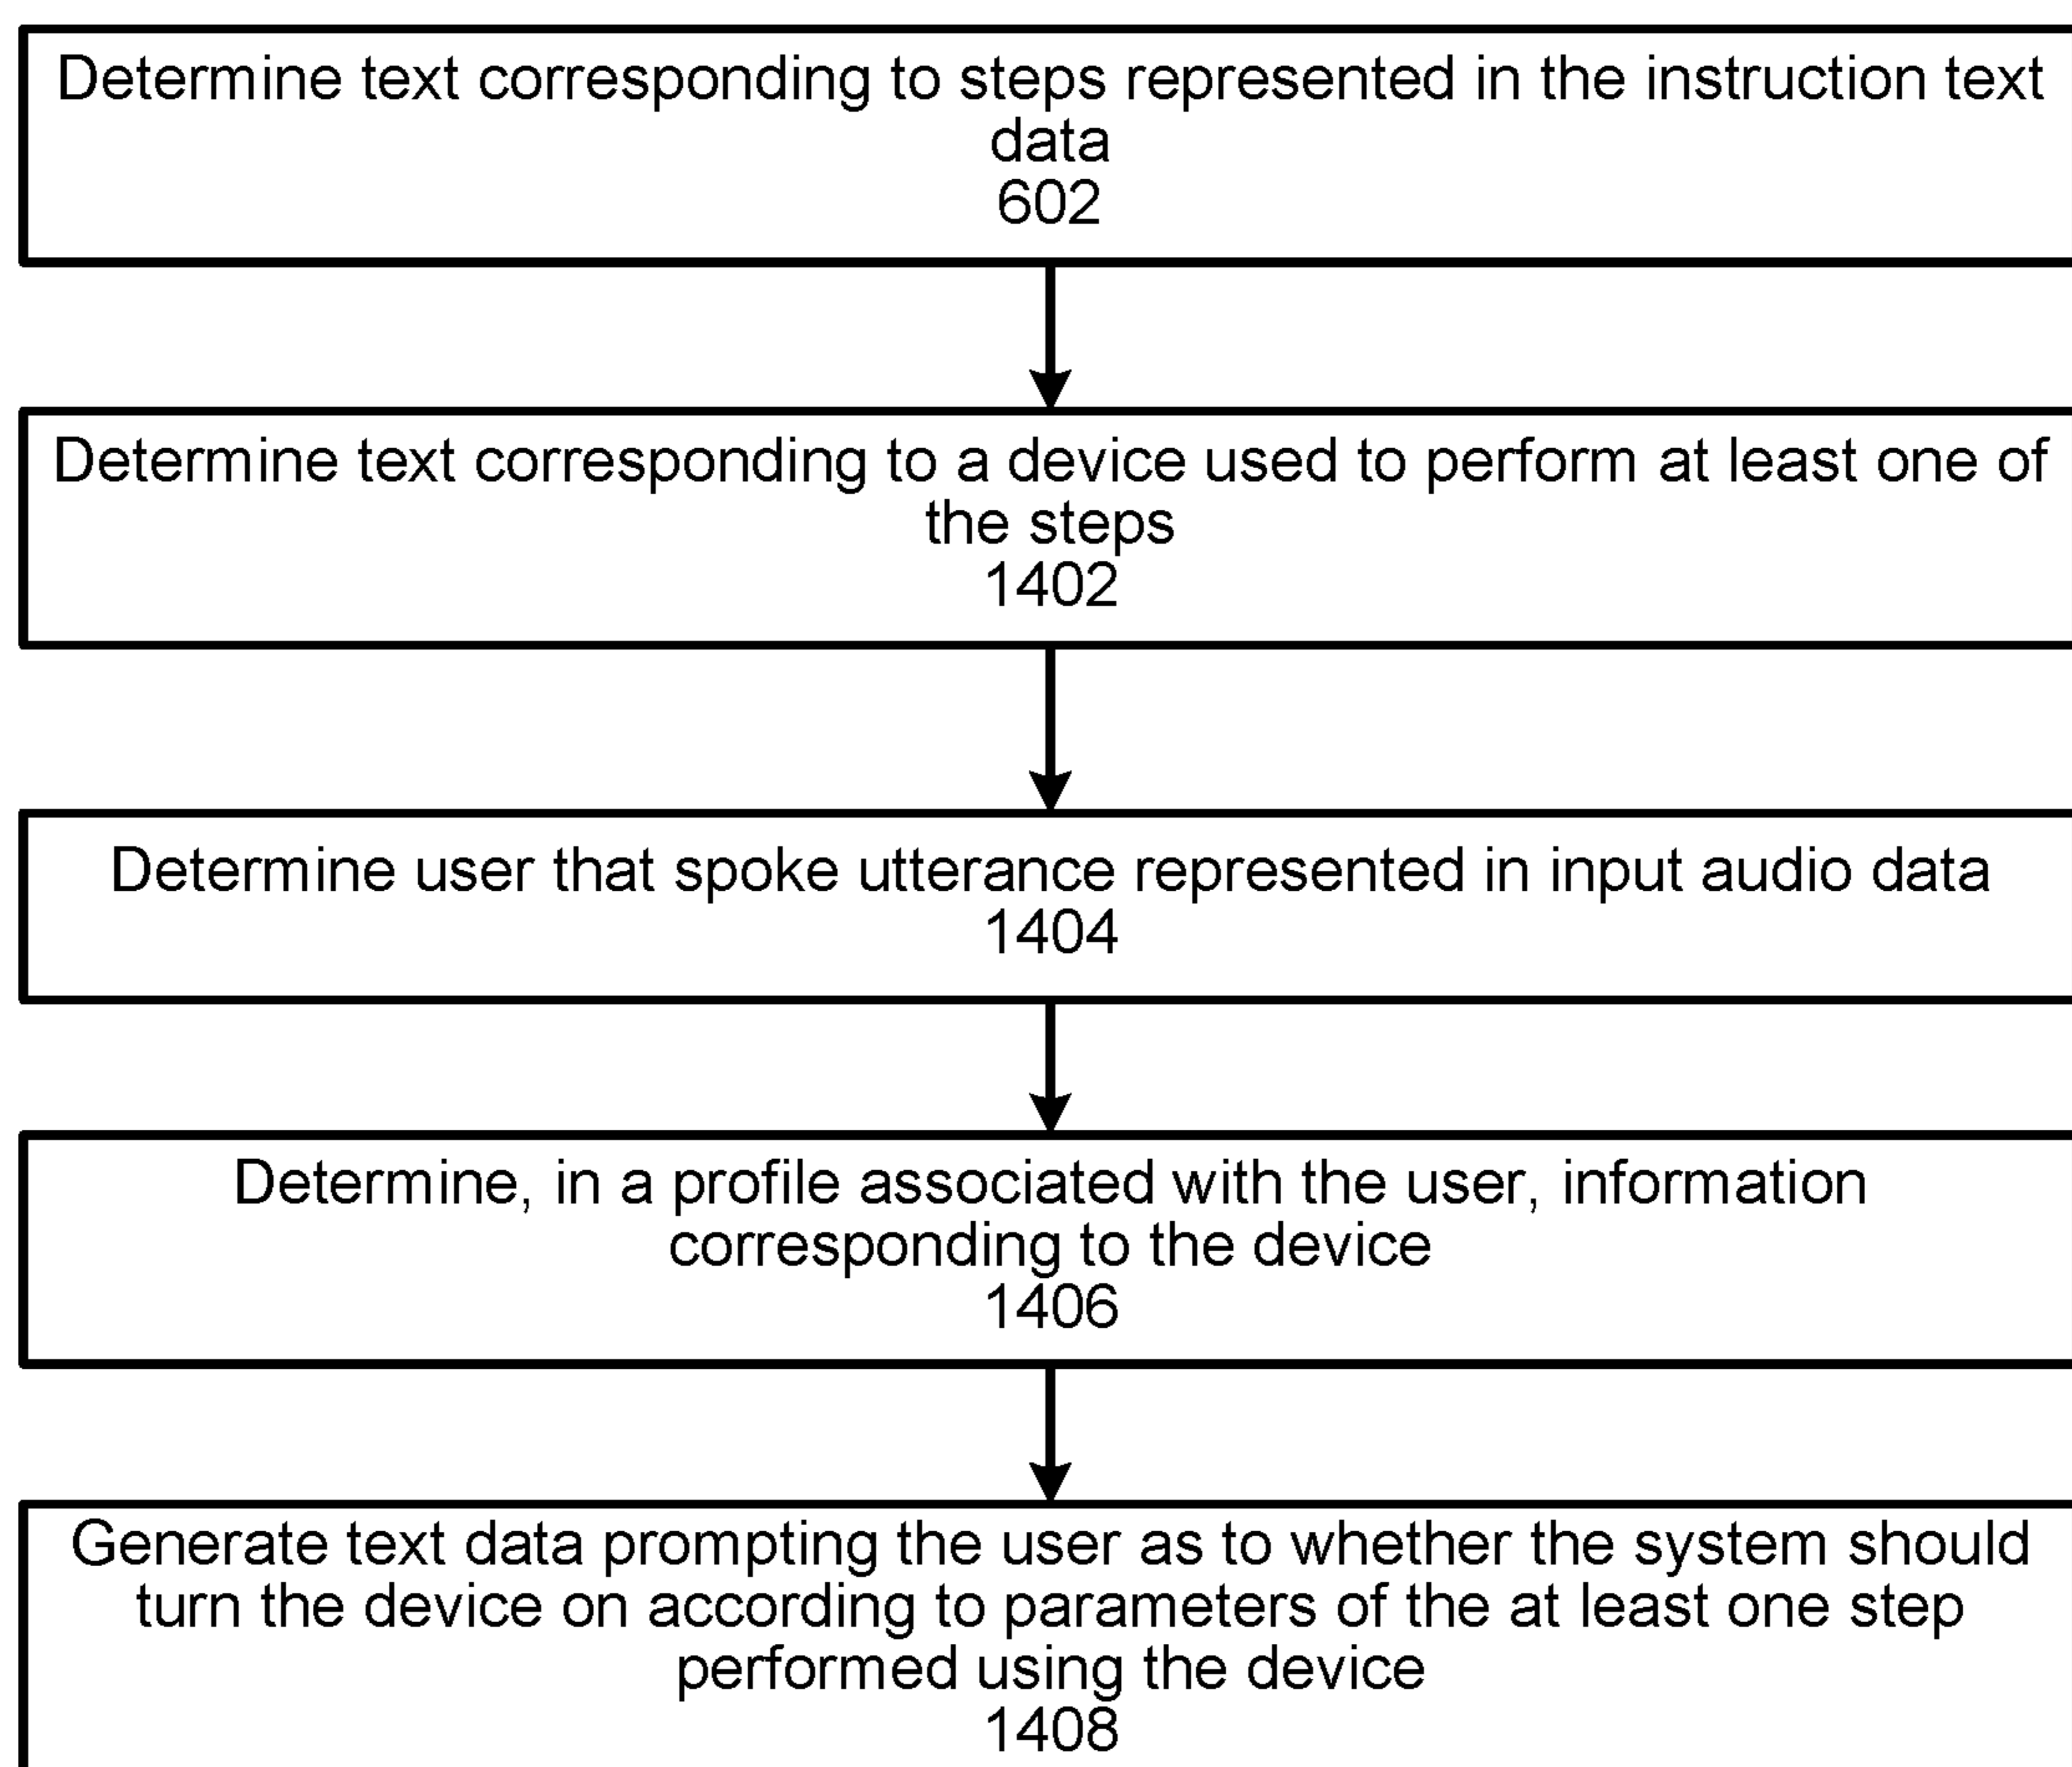 Determine text corresponding to steps represented in the instruction text
data
602
Determine text corresponding to a device used to perform at least one of
the steps
1402
Determine user that spoke utterance represented in input audio data
1404
Determine, in a profile associated with the user, information
corresponding to the device
1406
Generate text data prompting the user as to whether the system should
turn the device on according to parameters of the at least one step
performed using the device
1408